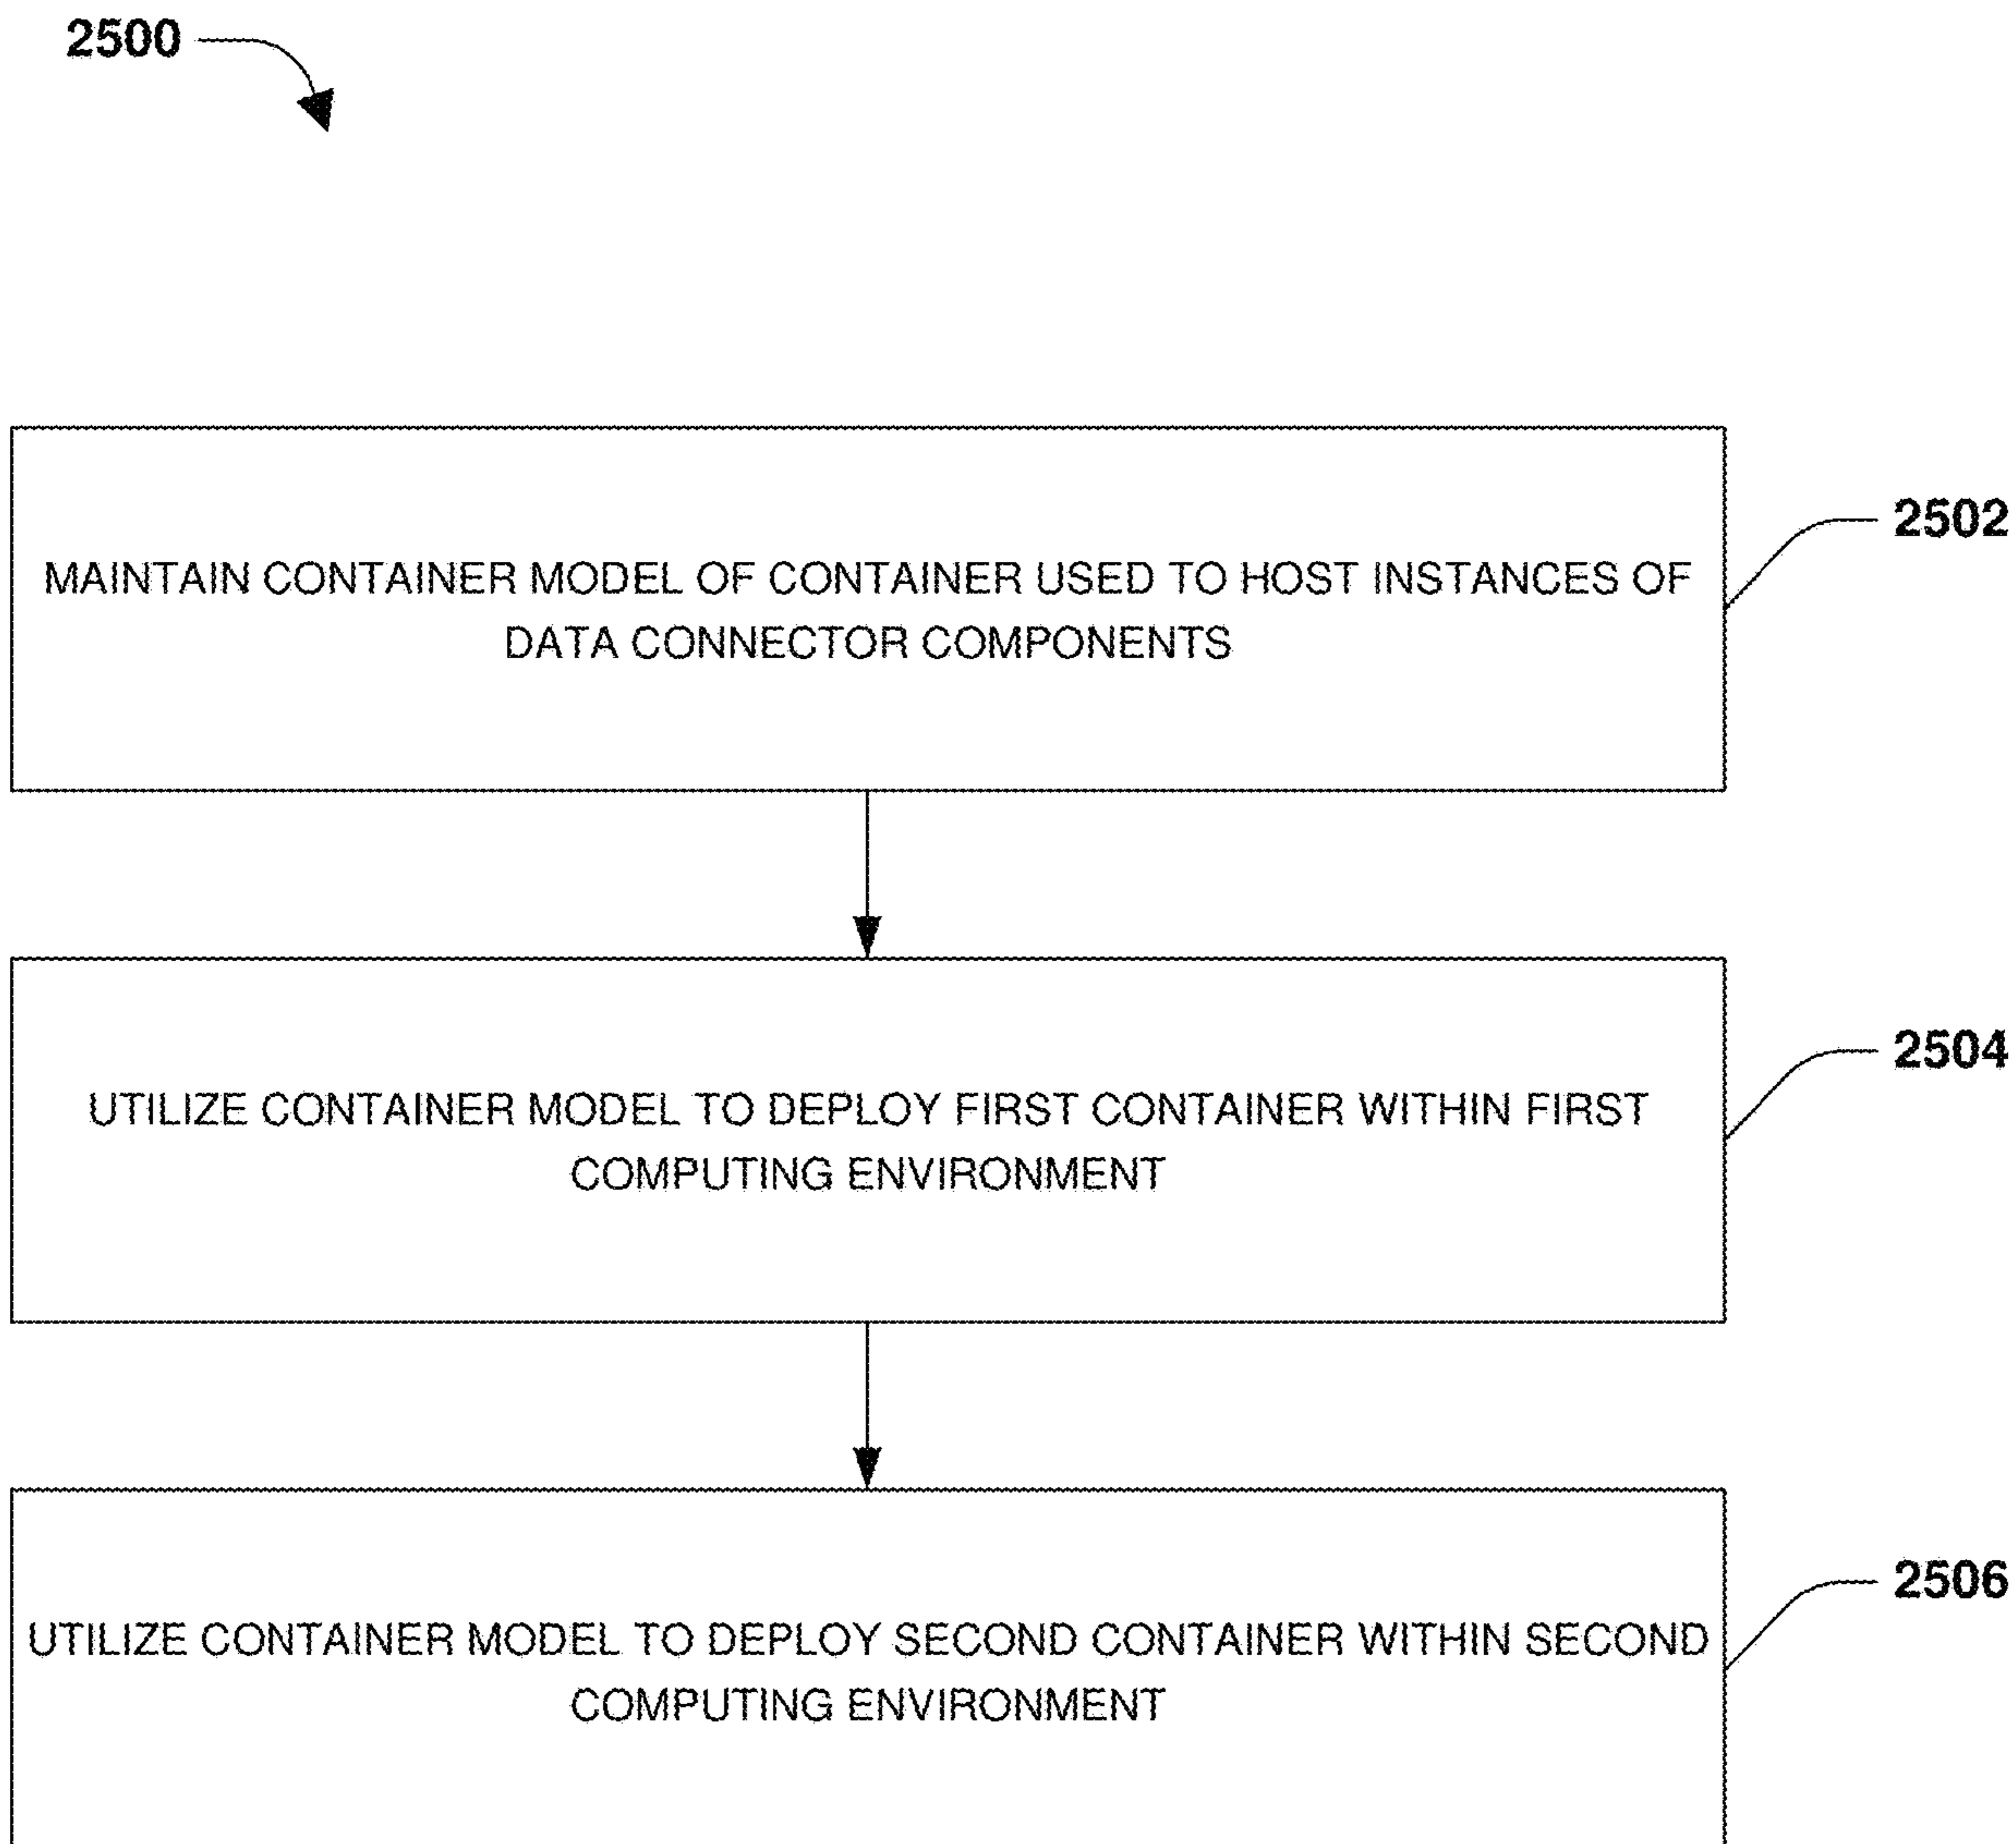 2500
MAINTAIN CONTAINER MODEL OF CONTAINER USED TO HOST INSTANCES OF
DATA CONNECTOR COMPONENTS
2502
UTILIZE CONTAINER MODEL TO DEPLOY FIRST CONTAINER WITHIN FIRST
COMPUTING ENVIRONMENT
2504
UTILIZE CONTAINER MODEL TO DEPLOY SECOND CONTAINER WITHIN SECOND
COMPUTING ENVIRONMENT
2506